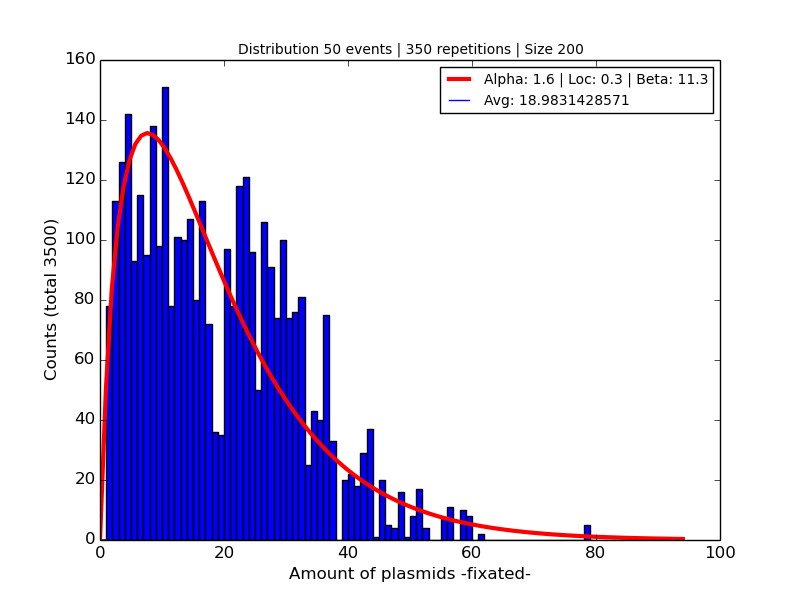 Distribution 50 events | 350 repetitions | Size 200
Alpha: 1.6 | Loc: 0.3 | Beta: 11.3
Avg: 18.9831428571
160
140
120
100
80
60
40
20
0
Counts (total 3500)
0 20 40 60 80 100
Amount of plasmids -fixated-